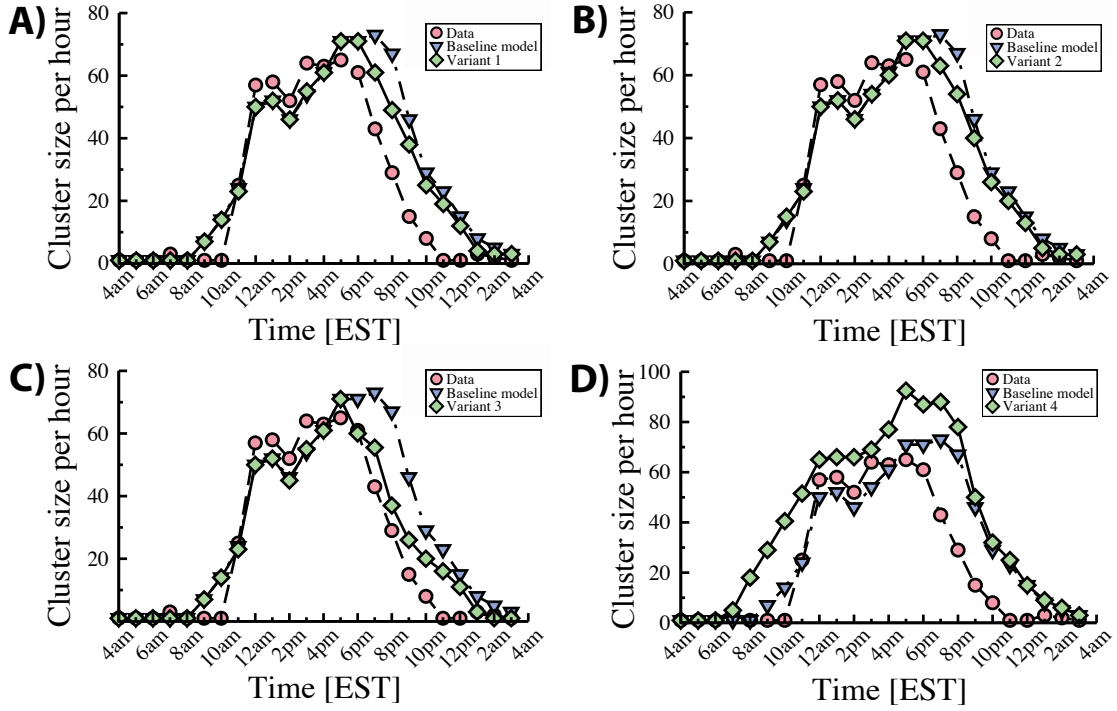 A)
Cluster size per hour
80
60
40
20
0
Data
Baseline model
Variant 1
4am 6am 8am 10am 12am 2pm 4pm 6pm 8pm 10pm 12pm 2am 4am
Time [EST]
B)
Cluster size per hour
80
60
40
20
0
Data
Baseline model
Variant 2
4am 6am 8am 10am 12am 2pm 4pm 6pm 8pm 10pm 12pm 2am 4am
Time [EST]
C)
Cluster size per hour
80
60
40
20
Data
Baseline model
Variant 3
4am 6am 8am 10am 12am 2pm 4pm 6pm 8pm 10pm 12pm 2am 4am
Time [EST]
D)
Cluster size per hour
100
80
60
40
20
0
Data
Baseline model
Variant 4
4am 6am 8am 10am 12am 2pm 4pm 6pm 8pm 10pm 12pm 2am 4am
Time [EST]